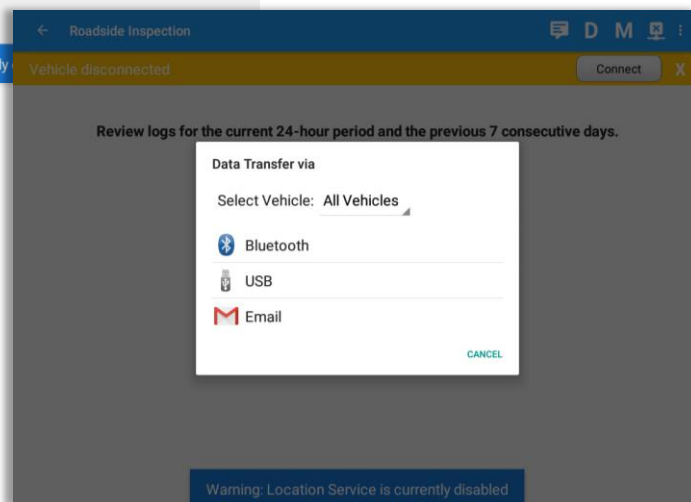 Roadside Inspection
D M
Vehicle disconnected
Connect
X
Review logs for the current 24-hour period and the previous 7 consecutive days.
Data Transfer via
Select Vehicle: All Vehicles
Bluetooth
USB
Email
CANCEL
Warning: Location Service is currently disabled